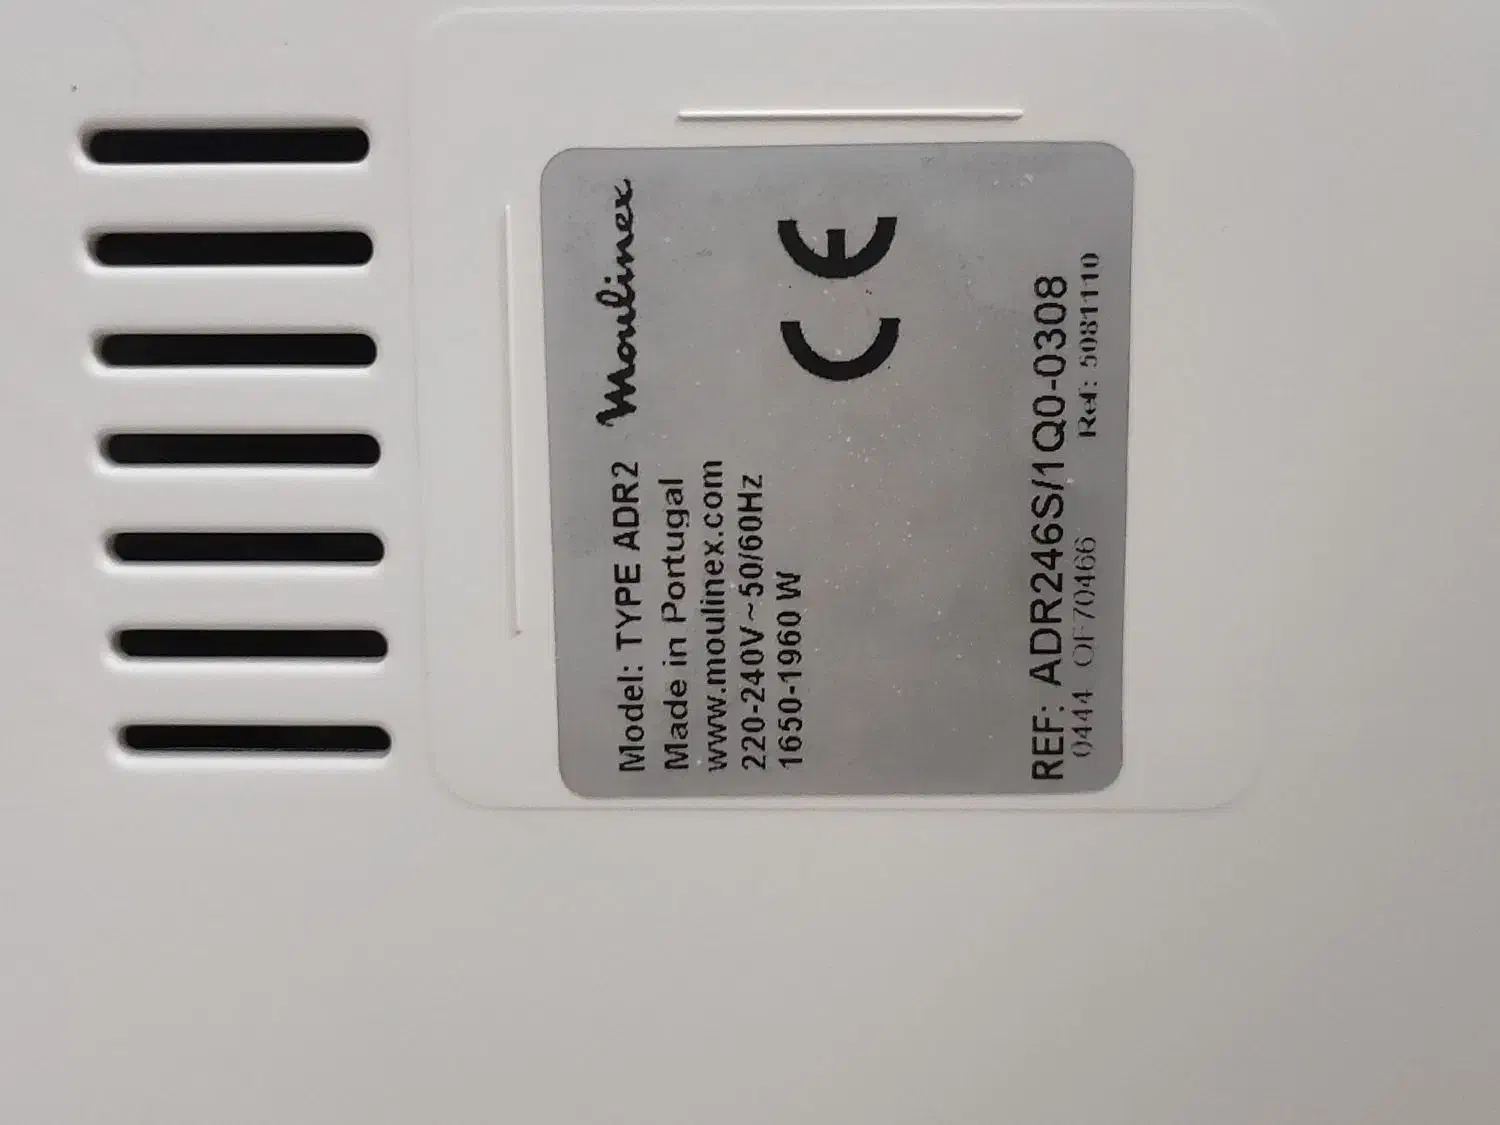 Model: TYPE ADR2 Moulinex
Made in Portugal
www.moulinex.com
220-240V~50/60Hz
1650-1960 W
CE
REF: ADR246S/1Q0-0308
0444 OF70466 Ref: 5081110